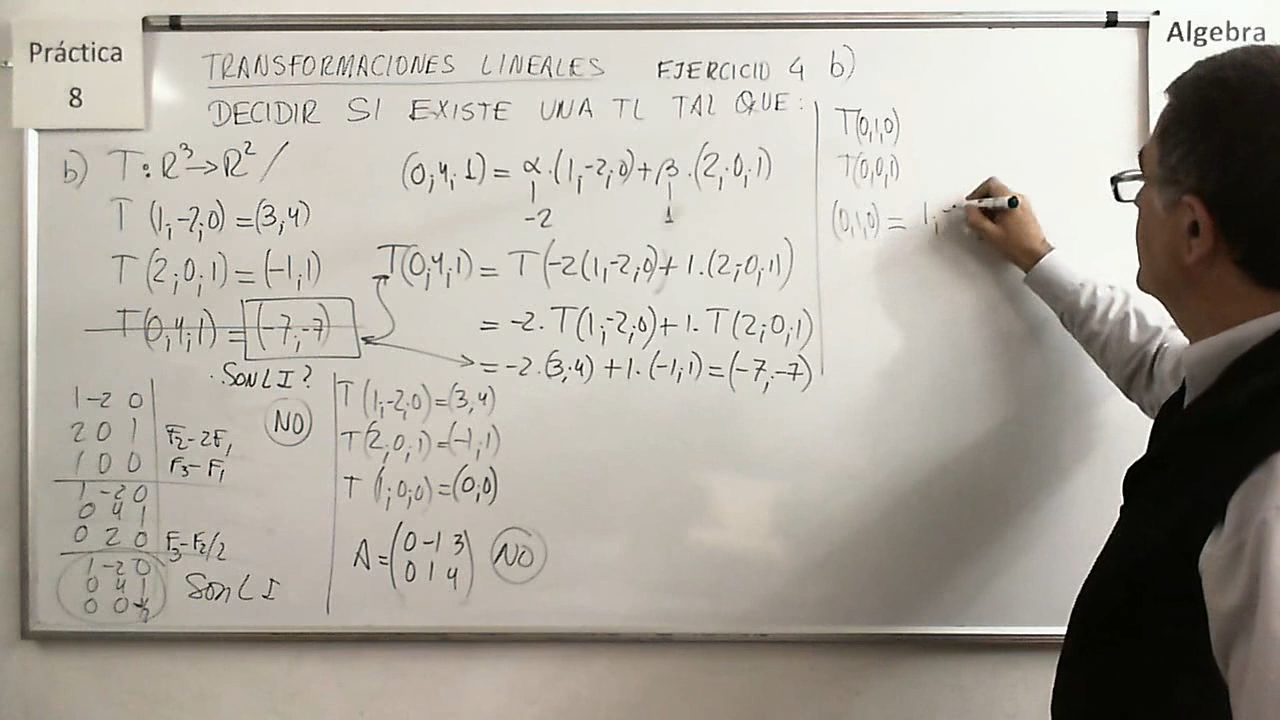 Práctica
8
Algebra
TRANSFORMACIONES LINEALES EJERCICIO 4 b)
DECIDIR SI EXISTE UNA TL TAL QUE:
b) T: R³→R² /
T (1,-2,0) = (3,4)
T (2;0,1) = (-1,1)
T(0,4,1) = (-7,-7)
SON L I?
NO
(0,4,1) = α.(1,-2,0)+β.(2,0,1)
-2 1
T(0,4,1) = T(-2(1,-2,0)+1.(2;0,1))
= -2.T(1,-2,0)+1.T(2;0,1)
= -2.(3,4)+1.(-1,1)=(-7,-7)
1 -2 0
2 0 1 F₂-2F₁
1 0 0 F₃-F₁
1 -2 0
0 4 1
0 2 0 F₃-F₂/2
1 -2 0
0 4 1
0 0 -½
SON L I
T (1,-2,0)=(3,4)
T(2,0,1)=(-1,1)
T (1,0,0)=(0,0)
A=(0 -1 3
0 1 4) NO
T(0,1,0)
T(0,0,1)
(0,1,0) = 1,-